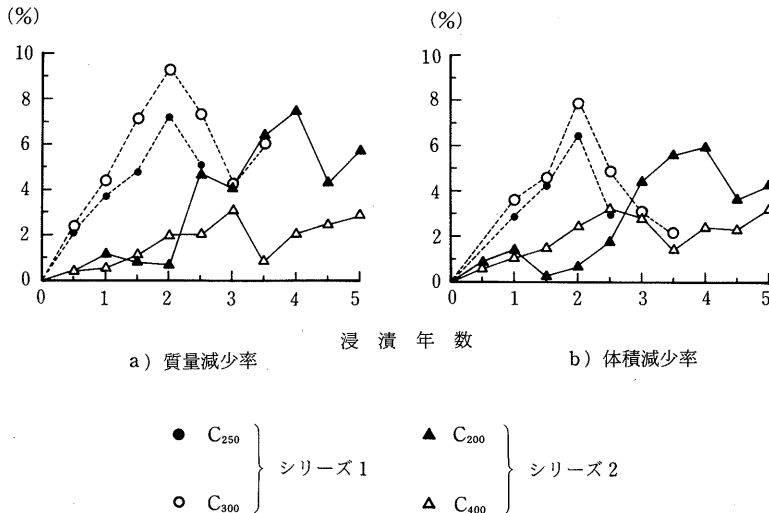 (%)
10
8
6
4
2
0
0 1 2 3 4 5
(%)
10
8
6
4
2
0
0 1 2 3 4 5
浸漬年数
a) 質量減少率
b) 体積減少率
● C₂₅₀
○ C₃₀₀
シリーズ1
▲ C₂₀₀
△ C₄₀₀
シリーズ2